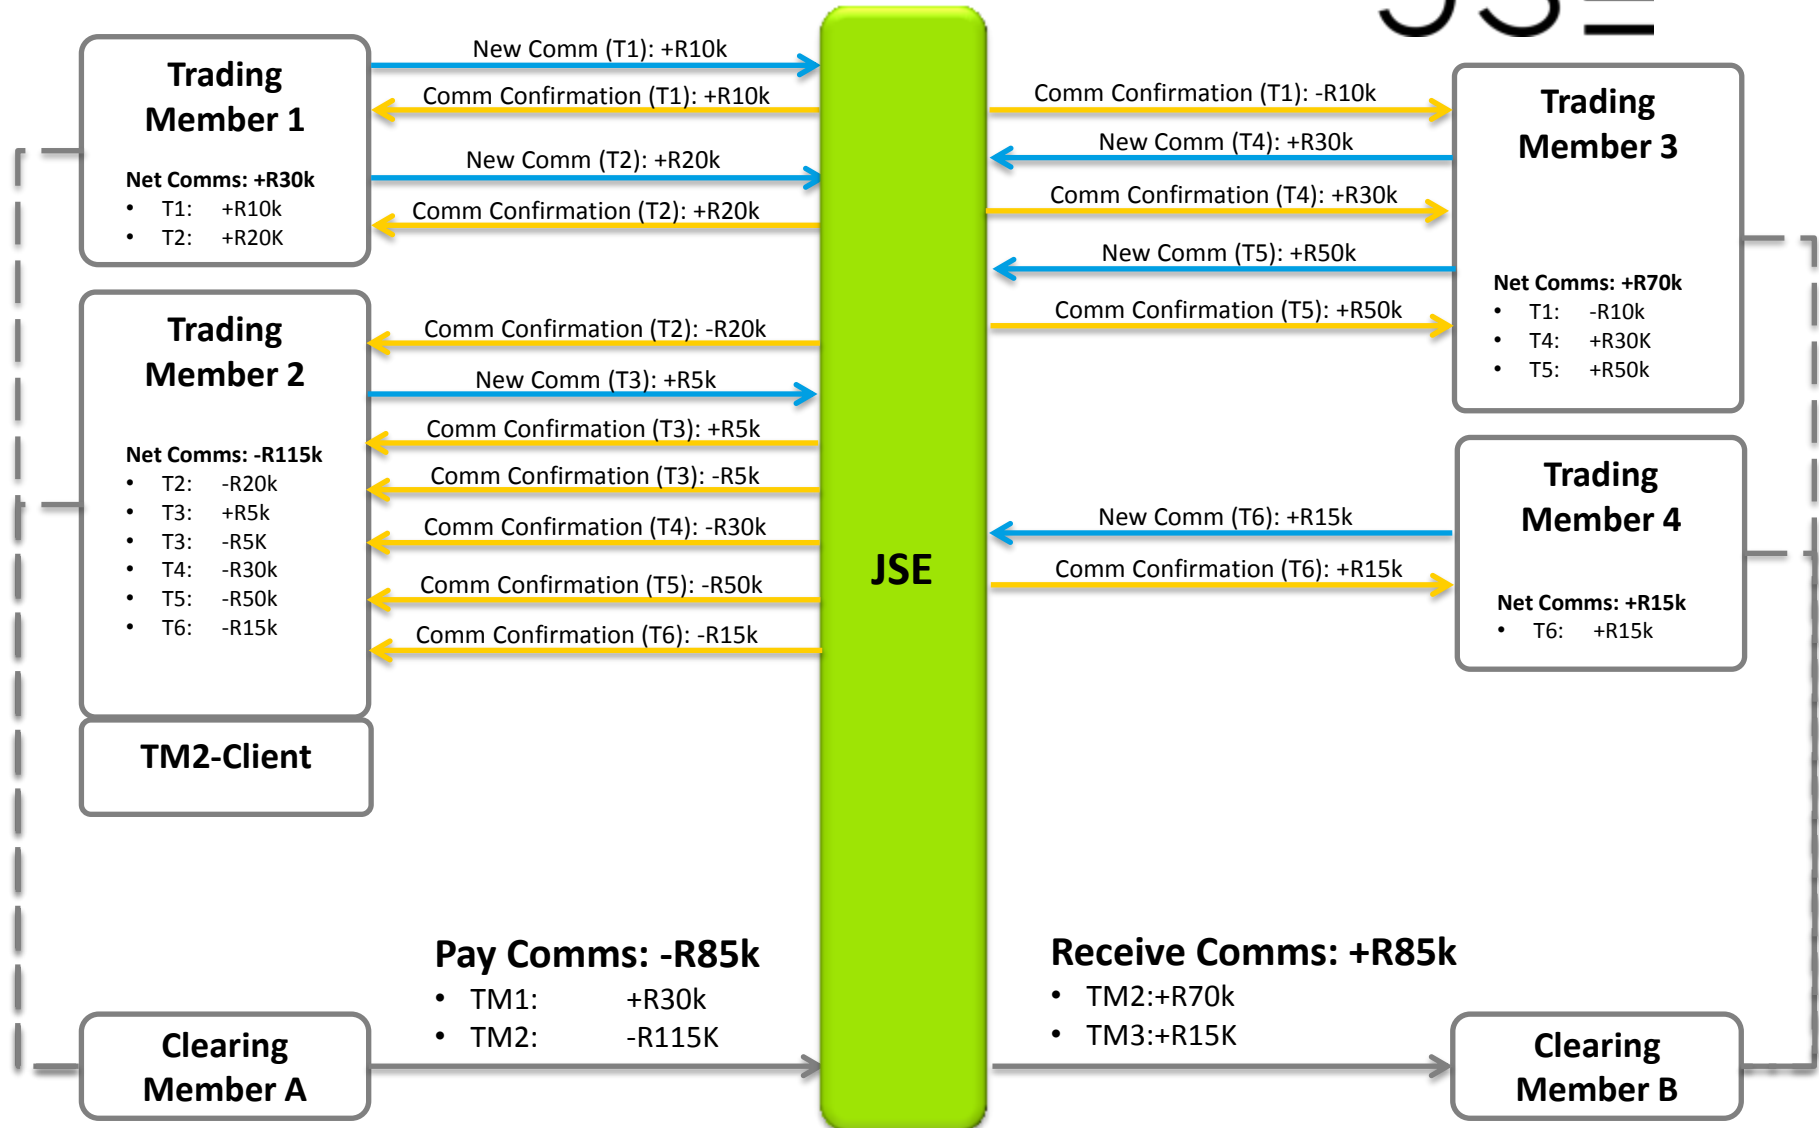 JSE
Trading
Member 1
Net Comms: +R30k
• T1: +R10k
• T2: +R20K
New Comm (T1): +R10k
Comm Confirmation (T1): +R10k
New Comm (T2): +R20k
Comm Confirmation (T2): +R20k
Trading
Member 2
Net Comms: -R115k
• T2: -R20k
• T3: +R5k
• T3: -R5K
• T4: -R30k
• T5: -R50k
• T6: -R15k
Comm Confirmation (T2): -R20k
New Comm (T3): +R5k
Comm Confirmation (T3): +R5k
Comm Confirmation (T3): -R5k
Comm Confirmation (T4): -R30k
Comm Confirmation (T5): -R50k
Comm Confirmation (T6): -R15k
TM2-Client
JSE
Comm Confirmation (T1): -R10k
New Comm (T4): +R30k
Comm Confirmation (T4): +R30k
New Comm (T5): +R50k
Comm Confirmation (T5): +R50k
Trading
Member 3
Net Comms: +R70k
• T1: -R10k
• T4: +R30K
• T5: +R50k
New Comm (T6): +R15k
Comm Confirmation (T6): +R15k
Trading
Member 4
Net Comms: +R15k
• T6: +R15k
Pay Comms: -R85k
• TM1: +R30k
• TM2: -R115K
Clearing
Member A
Receive Comms: +R85k
• TM2:+R70k
• TM3:+R15K
Clearing
Member B